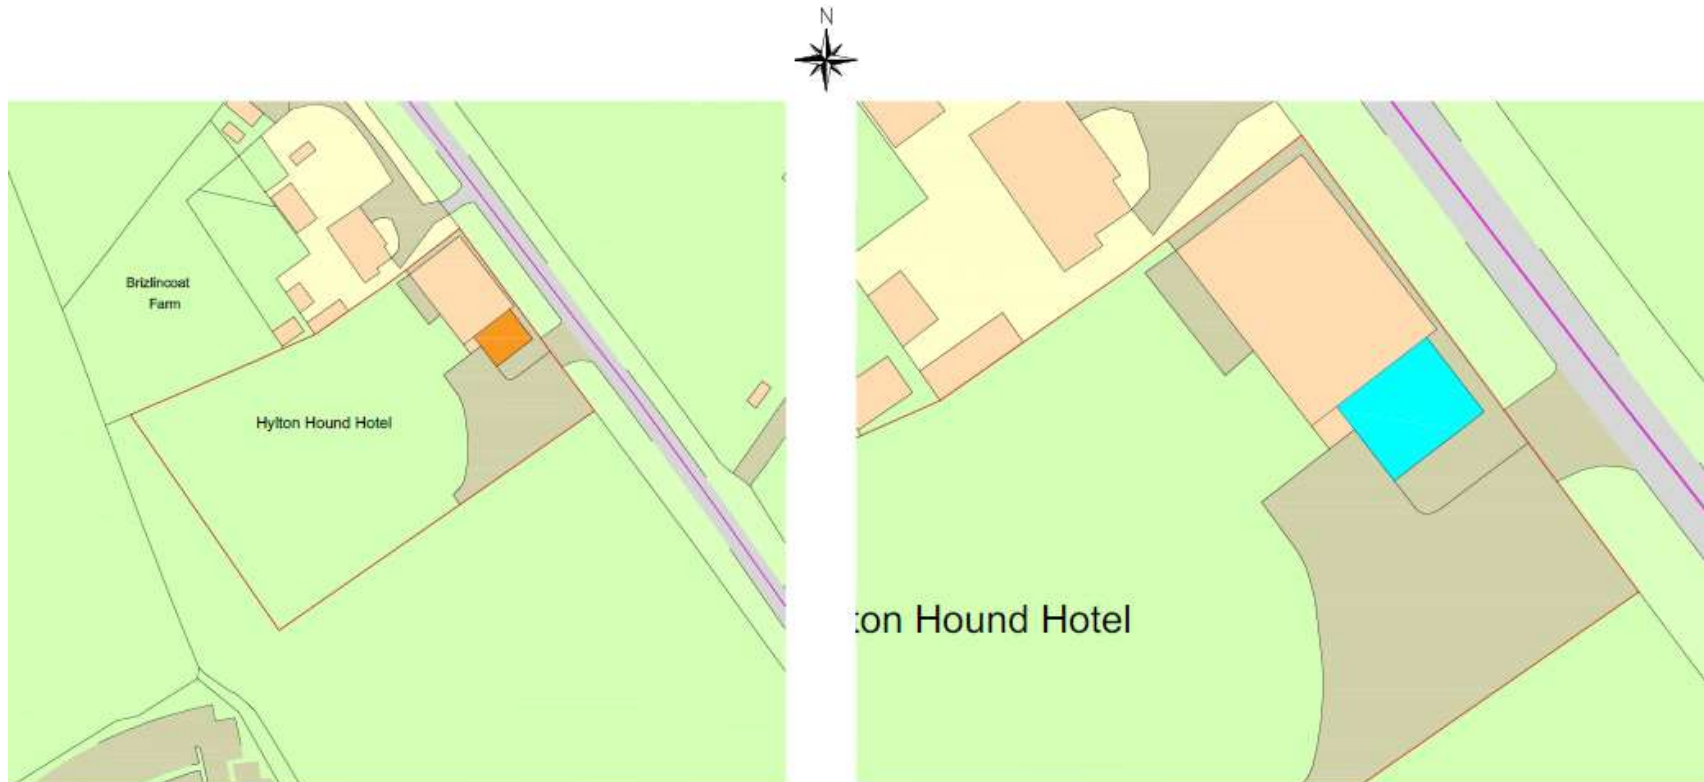 N
Brizlincoat
Farm
Hylton Hound Hotel
ton Hound Hotel